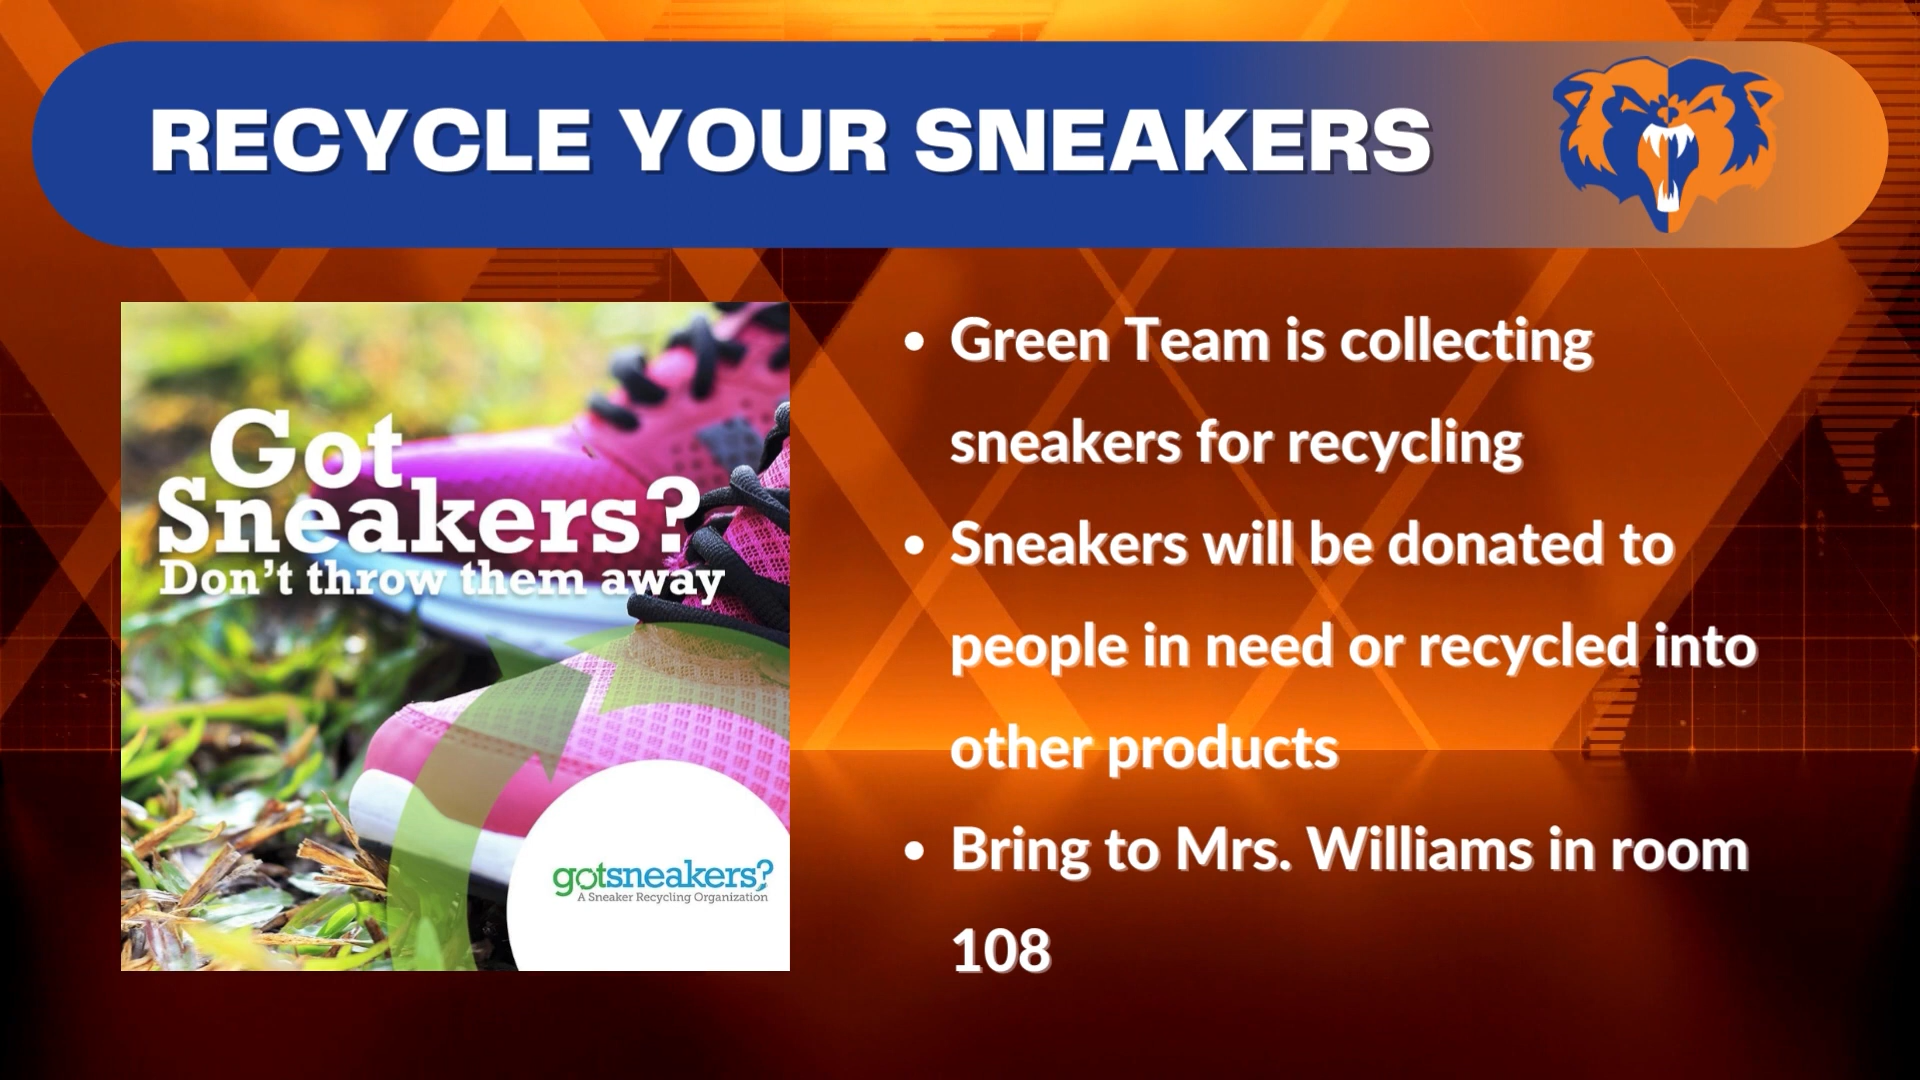 RECYCLE YOUR SNEAKERS
Got
Sneakers?
Don't throw them away
gotsneakers?
A Sneaker Recycling Organization
• Green Team is collecting
sneakers for recycling
• Sneakers will be donated to
people in need or recycled into
other products
• Bring to Mrs. Williams in room
108